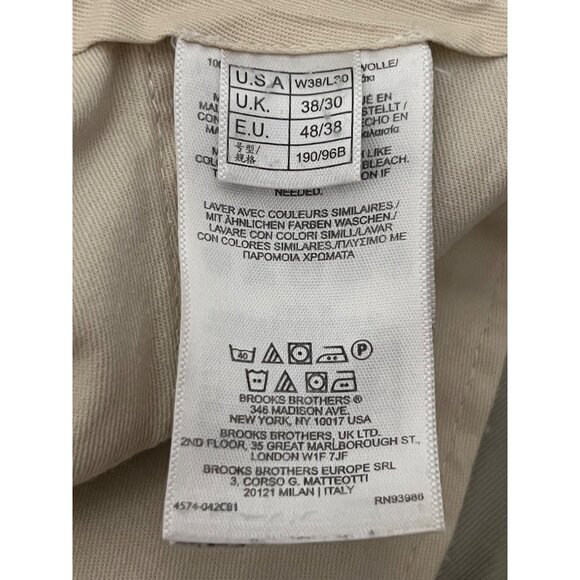 U.S.A W38/L30
U.K. 38/30
E.U. 48/38
号型/规格 190/96B
NEEDED.
LAVER AVEC COULEURS SIMILAIRES/
MIT ÄHNLICHEN FARBEN WASCHEN/
LAVARE CON COLORI SIMILI/LAVAR
CON COLORES SIMILARES/ΠΛΥΣΙΜΟ ΜΕ
ΠΑΡΟΜΟΙΑ ΧΡΩΜΑΤΑ
40 P
BROOKS BROTHERS ®
346 MADISON AVE.
NEW YORK, NY 10017 USA
BROOKS BROTHERS, UK LTD.
2ND FLOOR, 35 GREAT MARLBOROUGH ST.,
LONDON W1F 7JF
BROOKS BROTHERS EUROPE SRL
3, CORSO G. MATTEOTTI
20121 MILAN | ITALY
4574-042CB1 RN93986